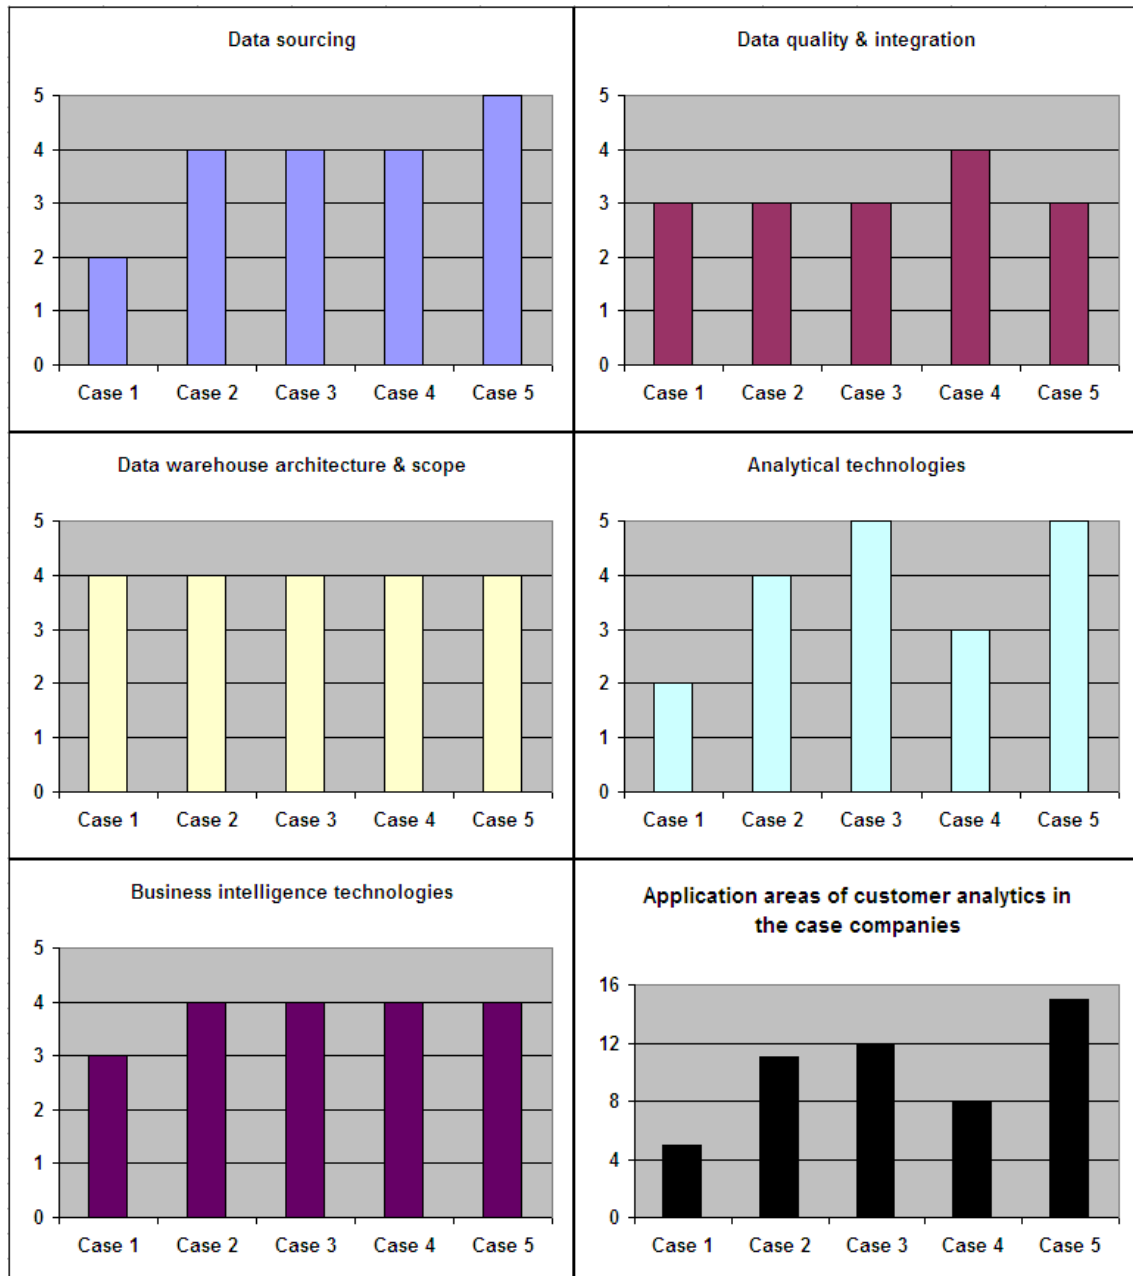 Data sourcing
5
4
3
2
1
0
Case 1 Case 2 Case 3 Case 4 Case 5
Data quality & integration
5
4
3
2
1
0
Case 1 Case 2 Case 3 Case 4 Case 5
Data warehouse architecture & scope
5
4
3
2
1
0
Case 1 Case 2 Case 3 Case 4 Case 5
Analytical technologies
5
4
3
2
1
0
Case 1 Case 2 Case 3 Case 4 Case 5
Business intelligence technologies
5
4
3
2
1
0
Case 1 Case 2 Case 3 Case 4 Case 5
Application areas of customer analytics in
the case companies
16
12
8
4
0
Case 1 Case 2 Case 3 Case 4 Case 5